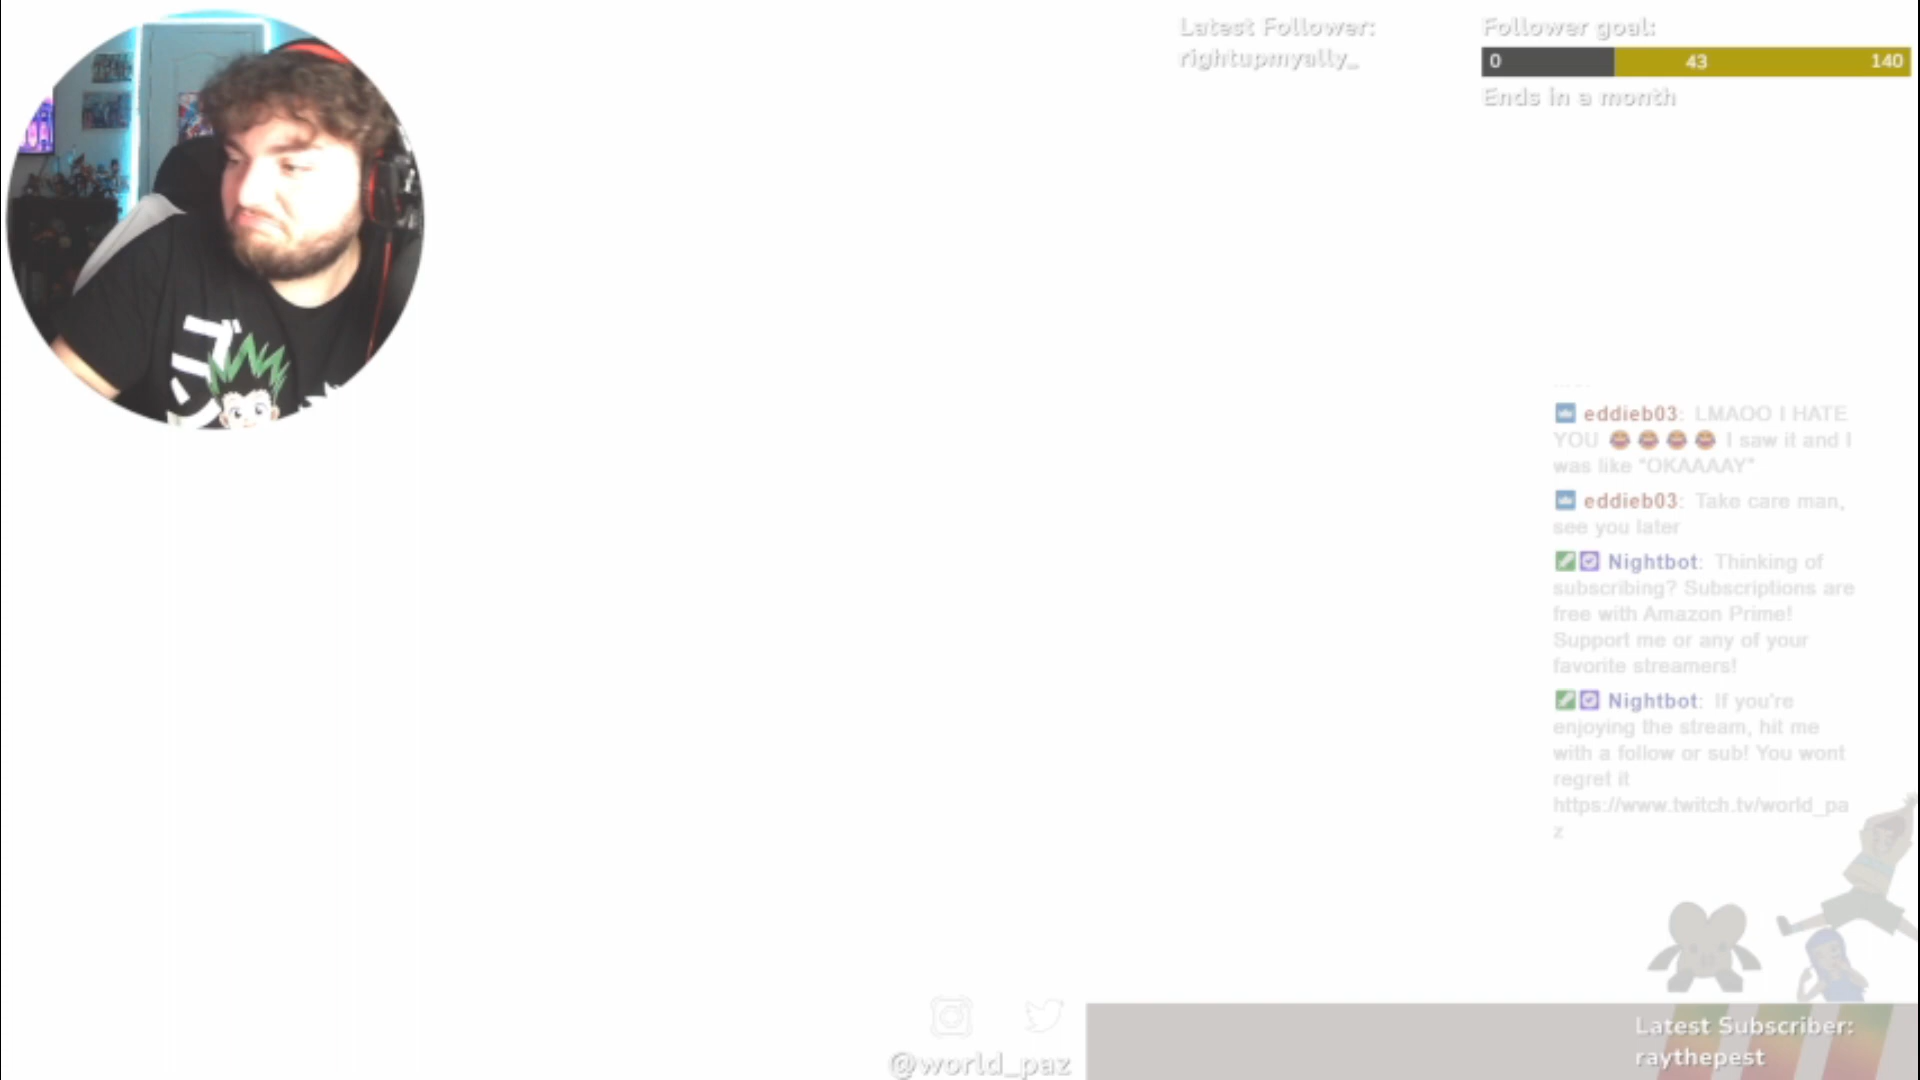 Latest Follower:
rightupmyally_
Follower goal:
0 43 140
Ends in a month
ゴン
eddieb03: LMAOO I HATE
YOU 😂 😂 😂 😂 I saw it and I
was like "OKAAAAY"
eddieb03: Take care man,
see you later
Nightbot: Thinking of
subscribing? Subscriptions are
free with Amazon Prime!
Support me or any of your
favorite streamers!
Nightbot: If you're
enjoying the stream, hit me
with a follow or sub! You wont
regret it
https://www.twitch.tv/world_pa
z
@world_paz
Latest Subscriber:
raythepest